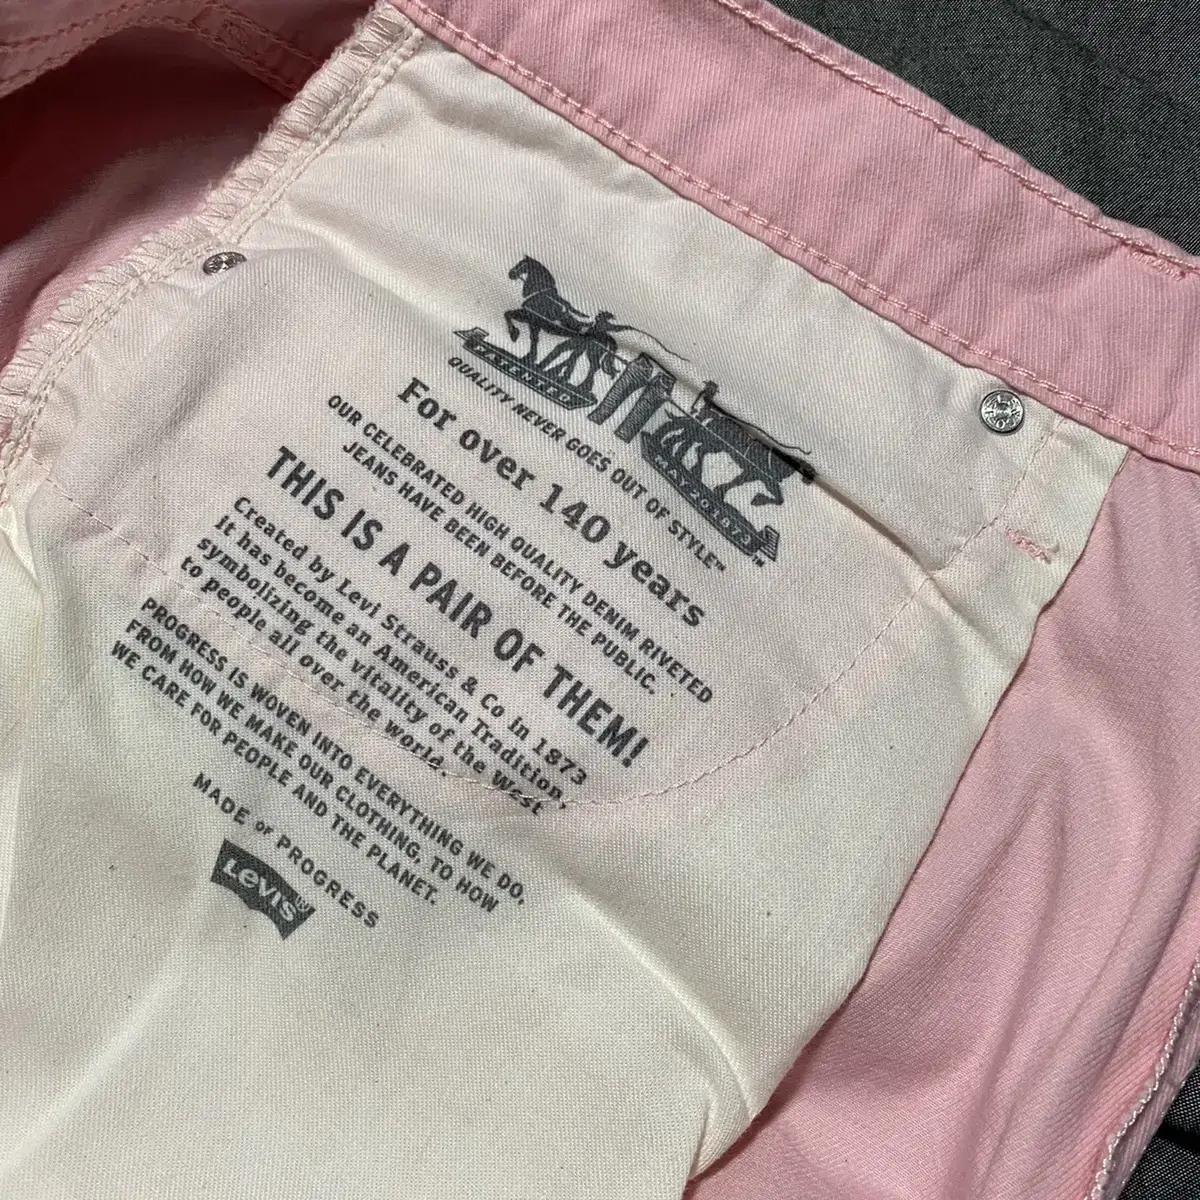 PATENTED
MAY 20 1873
QUALITY NEVER GOES OUT OF STYLE™
For over 140 years
OUR CELEBRATED HIGH QUALITY DENIM RIVETED
JEANS HAVE BEEN BEFORE THE PUBLIC.
THIS IS A PAIR OF THEM!
Created by Levi Strauss & Co in 1873
it has become an American Tradition,
symbolizing the vitality of the West
to people all over the world.
PROGRESS IS WOVEN INTO EVERYTHING WE DO,
FROM HOW WE MAKE OUR CLOTHING, TO HOW
WE CARE FOR PEOPLE AND THE PLANET.
MADE OF PROGRESS
LEVI'S®